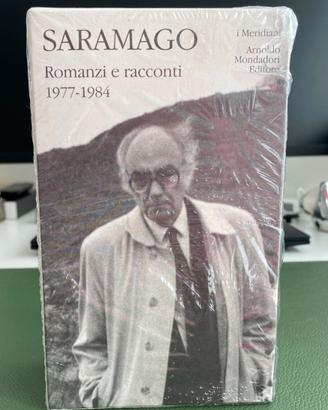 SARAMAGO
Romanzi e racconti
1977-1984
i Meridiani
Arnoldo
Mondadori
Editore